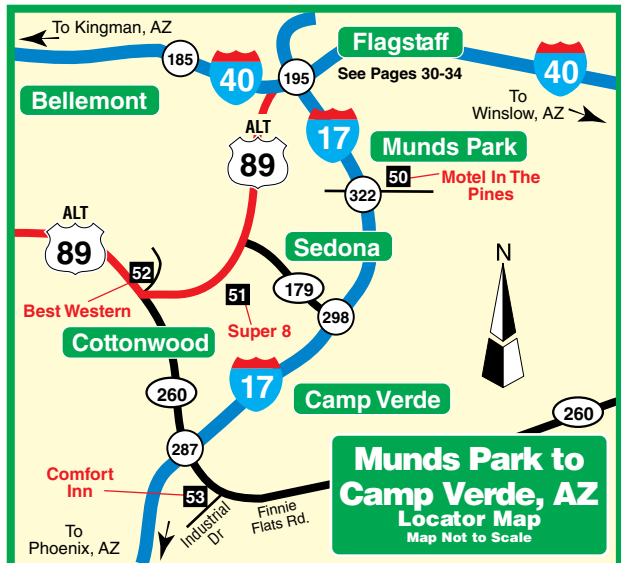 To Kingman, AZ
185
40
195
Flagstaff
See Pages 30-34
40
Bellemont
To
Winslow, AZ
17
ALT
89
Munds Park
50
Motel In The
Pines
322
ALT
89
Sedona
N
52
179
51
Best Western
Super 8
298
Cottonwood
17
260
Camp Verde
260
287
Munds Park to
Camp Verde, AZ
Locator Map
Map Not to Scale
Comfort
Inn
53
Industrial
Dr
Finnie
Flats Rd.
To
Phoenix, AZ